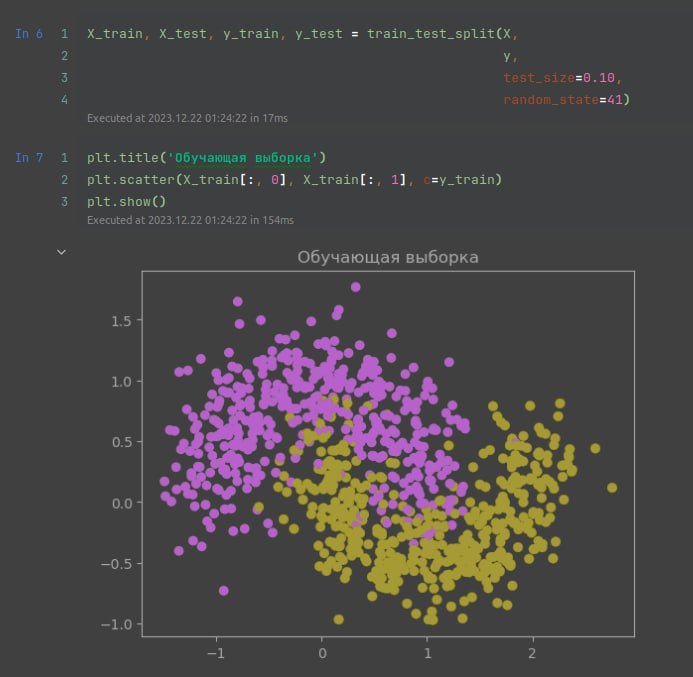 In 6 1 X_train, X_test, y_train, y_test = train_test_split(X,
2 y,
3 test_size=0.10,
4 random_state=41)
Executed at 2023.12.22 01:24:22 in 17ms
In 7 1 plt.title('Обучающая выборка')
2 plt.scatter(X_train[:, 0], X_train[:, 1], c=y_train)
3 plt.show()
Executed at 2023.12.22 01:24:22 in 154ms
Обучающая выборка
1.5
1.0
0.5
0.0
−0.5
−1.0
−1 0 1 2